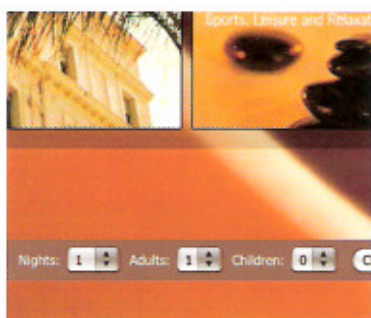 Sports, Leisure and Relaxat
Nights: 1 Adults: 1 Children: 0 C